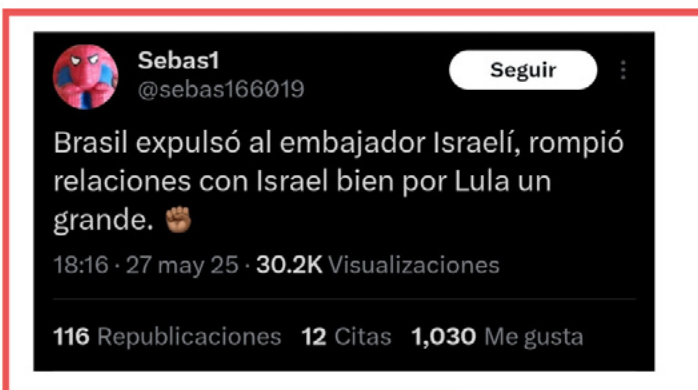 Sebas1
@sebas166019
Seguir
Brasil expulsó al embajador Israelí, rompió
relaciones con Israel bien por Lula un
grande. ✊🏾
18:16 · 27 may 25 · 30.2K Visualizaciones
116 Republicaciones 12 Citas 1,030 Me gusta